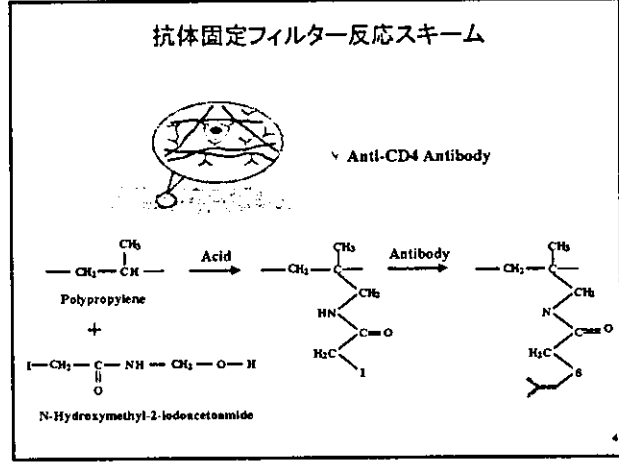 抗体固定フィルター反応スキーム
Anti-CD4 Antibody
CH3
— CH2 — CH —
Acid
CH3
— CH2 — C —
CH2
HN
C=O
H2C
I
Antibody
CH3
— CH2 — C —
CH2
N
C=O
H2C
S
Polypropylene
+
I—CH2—C—NH—CH2—O—H
O
N-Hydroxymethyl-2-iodoacetoamide
4